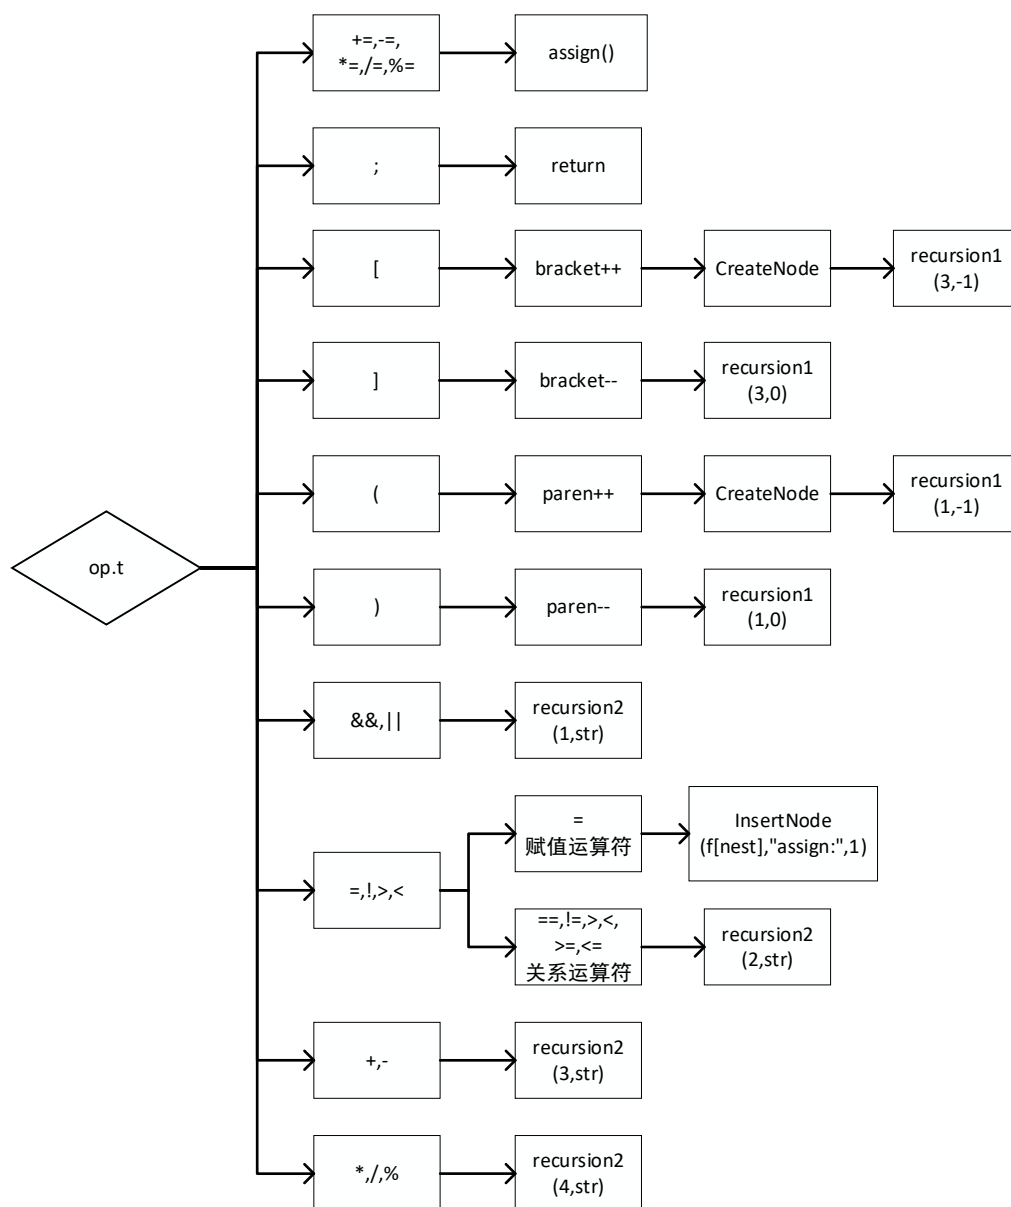 +=,-=,
*=,/=,%=
assign()
;
return
[
bracket++
CreateNode
recursion1
(3,-1)
]
bracket--
recursion1
(3,0)
(
paren++
CreateNode
recursion1
(1,-1)
op.t
)
paren--
recursion1
(1,0)
&&,||
recursion2
(1,str)
=,!,>,<
=
赋值运算符
InsertNode
(f[nest],"assign:",1)
==,!=,>,<,
>=,<=
关系运算符
recursion2
(2,str)
+,-
recursion2
(3,str)
*,/,%
recursion2
(4,str)